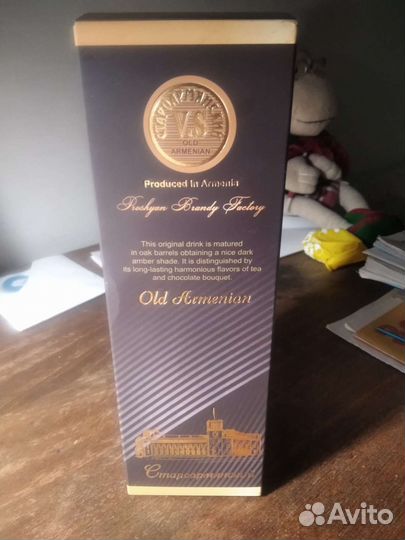 СТАРОАРМЯНСКИЙ
VS
OLD
ARMENIAN
Produced in Armenia
Proshyan Brandy Factory
This original drink is matured
in oak barrels obtaining a nice dark
amber shade. It is distinguished by
its long-lasting harmonious flavors of tea
and chocolate bouquet.
Old Armenian
Староармянский
Avito